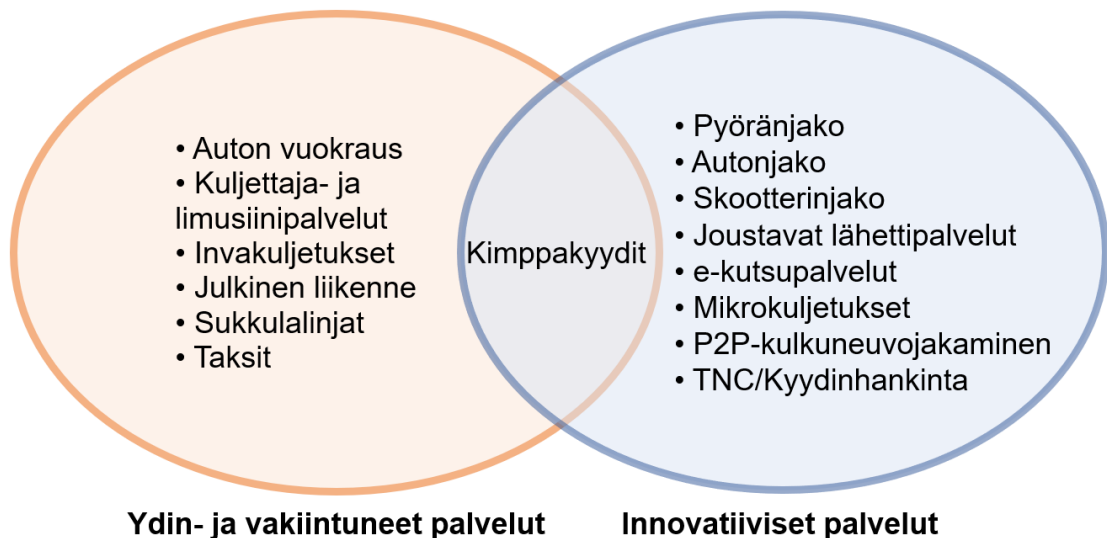 • Auton vuokraus
• Kuljettaja- ja
limusiinipalvelut
• Invakuljetukset
• Julkinen liikenne
• Sukkulalinjat
• Taksit
Kimppakyydit
• Pyöränjako
• Autonjako
• Skootterinjako
• Joustavat lähettipalvelut
• e-kutsupalvelut
• Mikrokuljetukset
• P2P-kulkuneuvojakaminen
• TNC/Kyydinhankinta
Ydin- ja vakiintuneet palvelut
Innovatiiviset palvelut